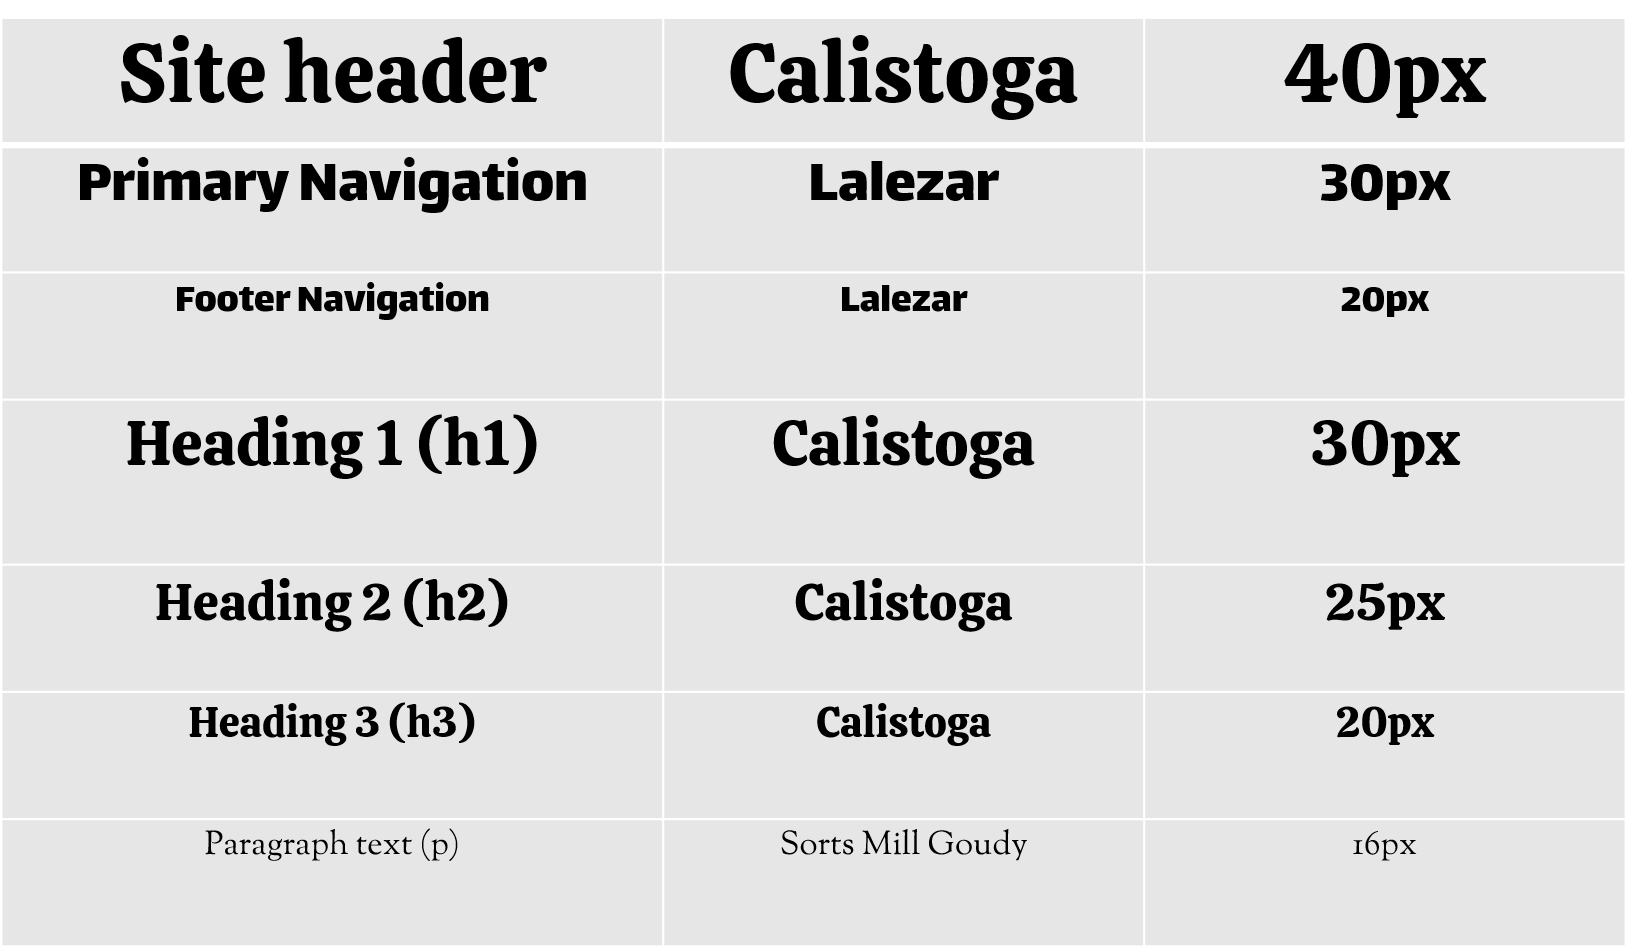 Site header Calistoga 40px
Primary Navigation Lalezar 30px
Footer Navigation Lalezar 20px
Heading 1 (h1) Calistoga 30px
Heading 2 (h2) Calistoga 25px
Heading 3 (h3) Calistoga 20px
Paragraph text (p) Sorts Mill Goudy 16px